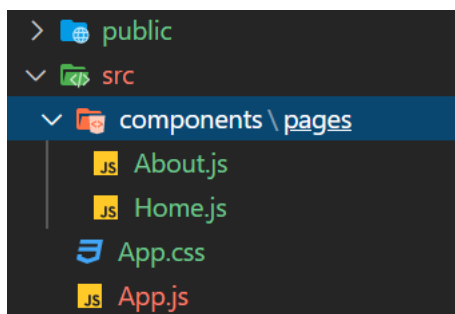 public
src
components \ pages
JS About.js
JS Home.js
App.css
JS App.js